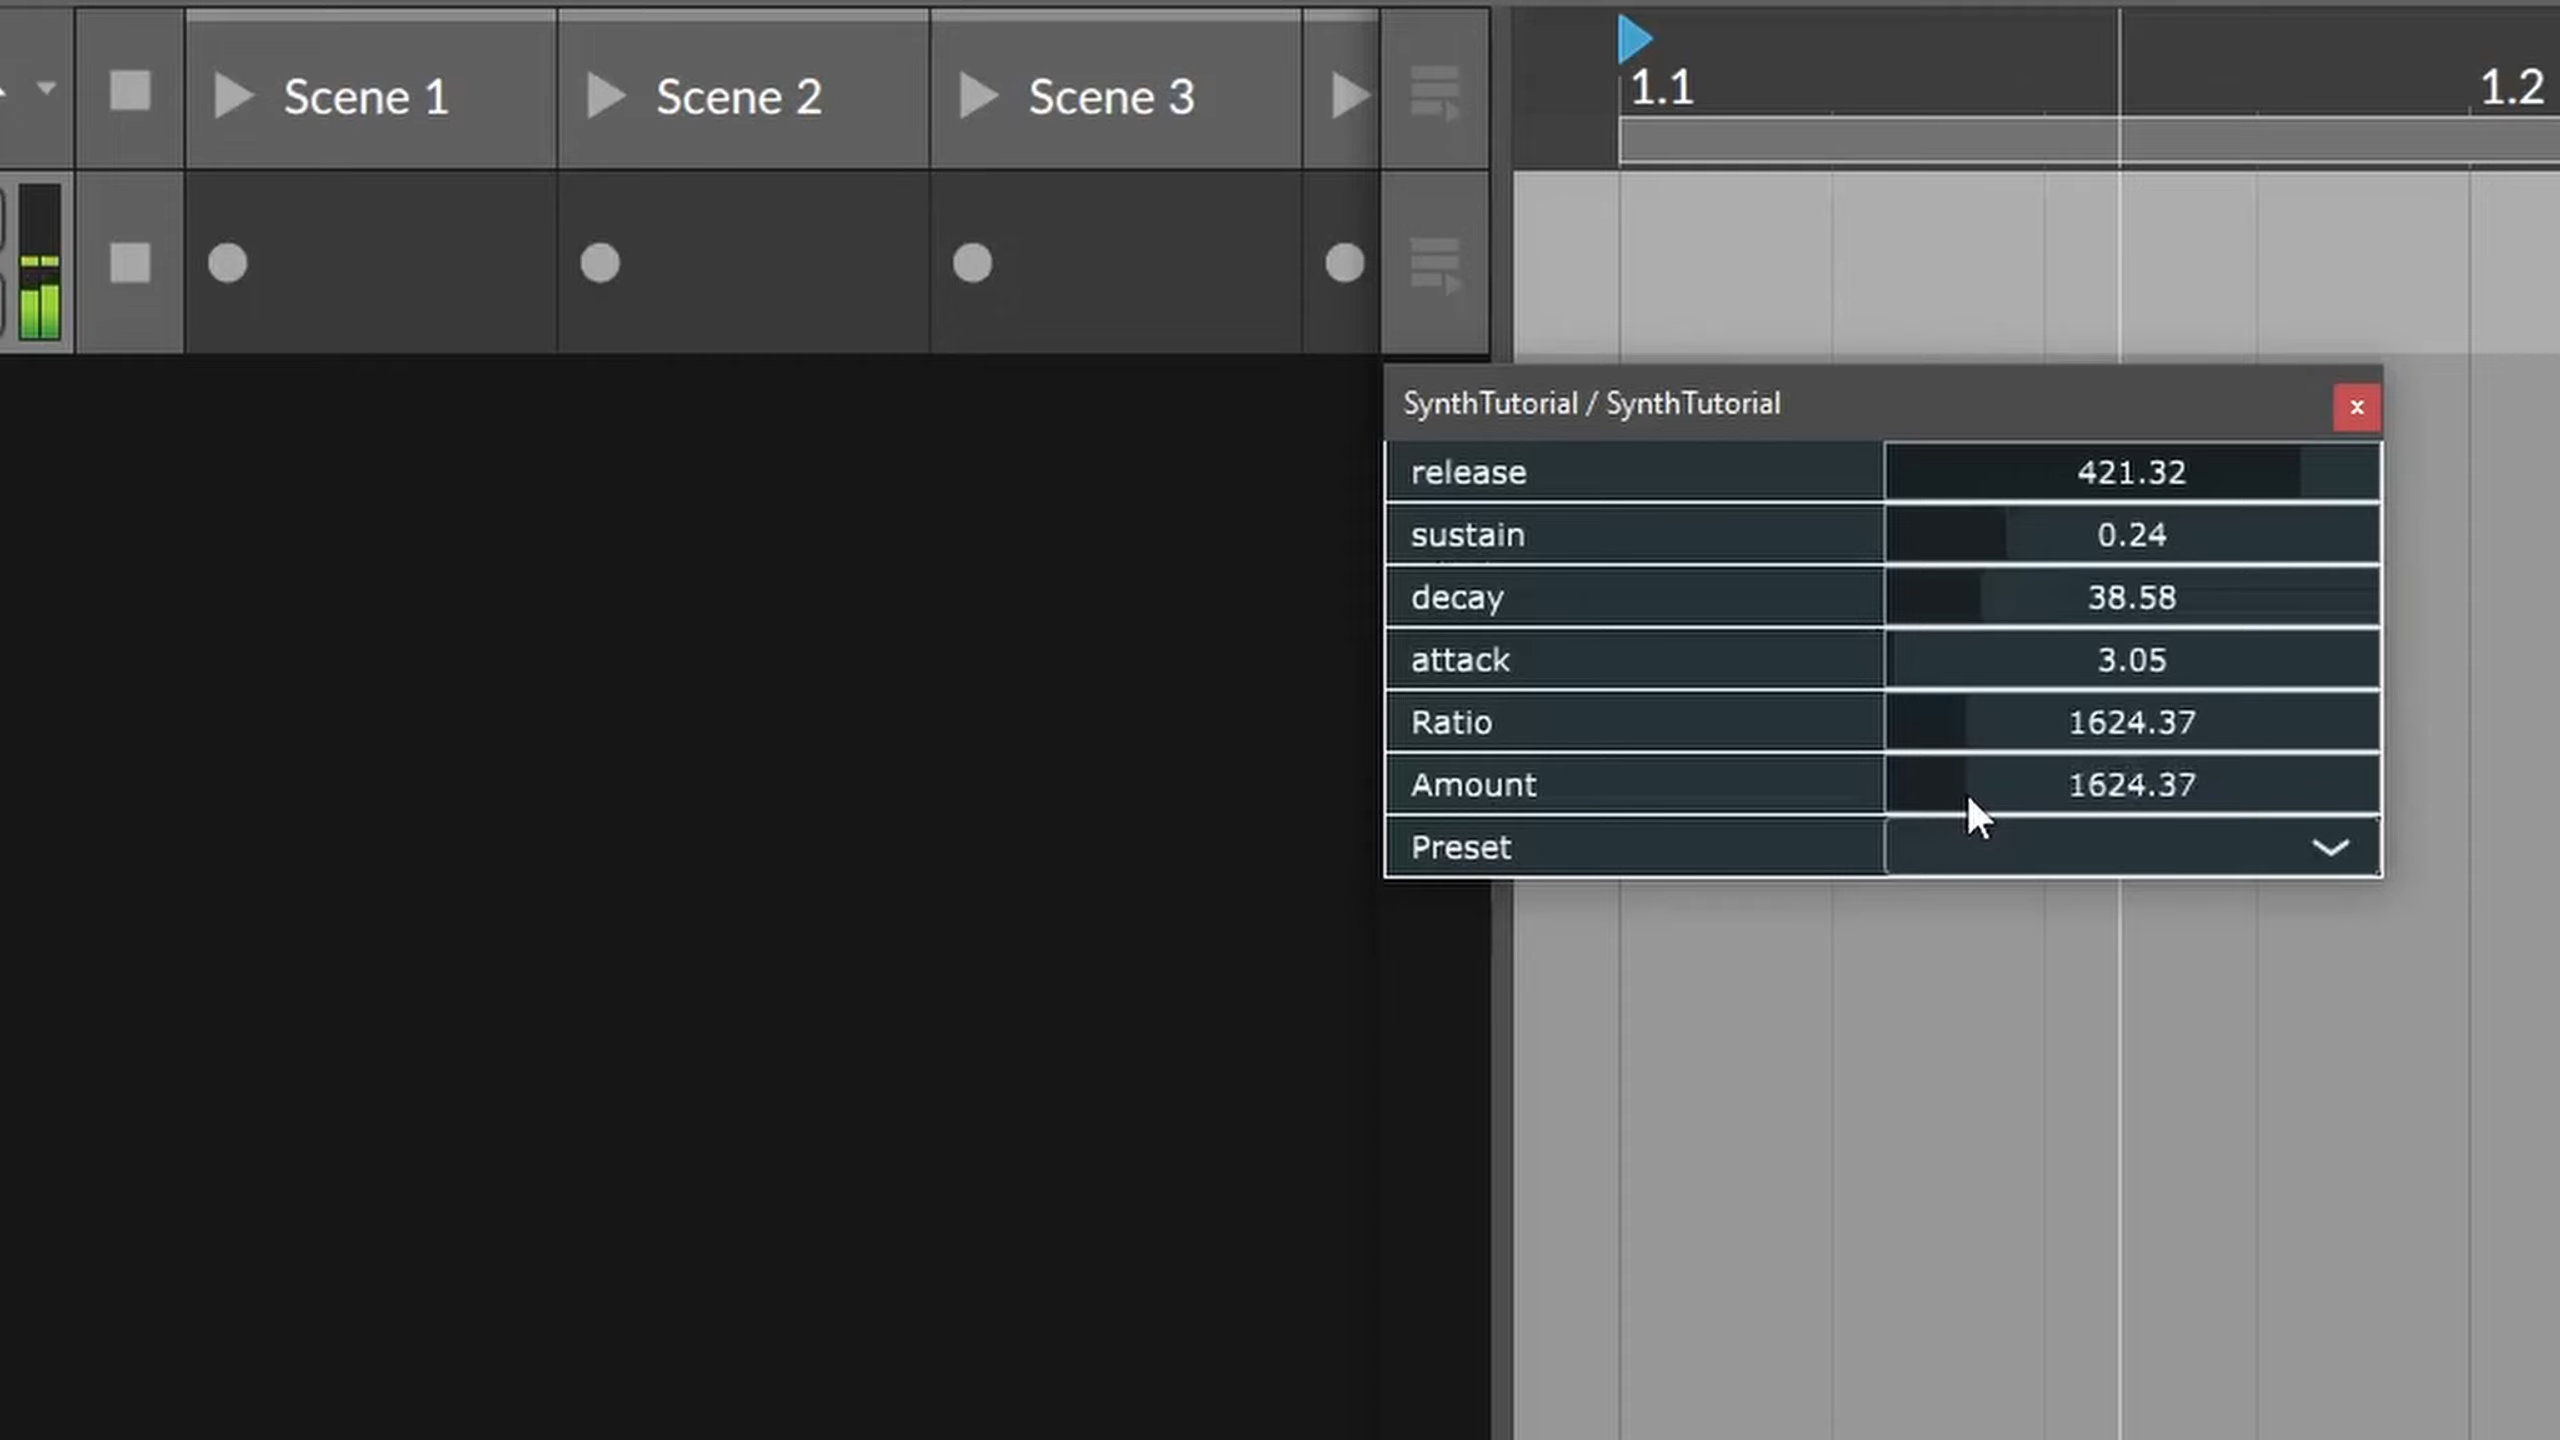 Scene 1
Scene 2
Scene 3
1.1
1.2
SynthTutorial / SynthTutorial
x
release 421.32
sustain 0.24
decay 38.58
attack 3.05
Ratio 1624.37
Amount 1624.37
Preset